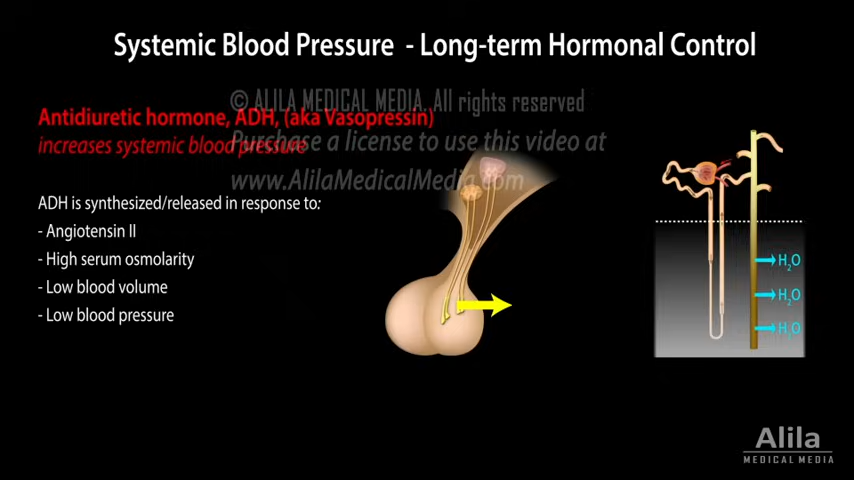 Systemic Blood Pressure - Long-term Hormonal Control
© ALILA MEDICAL MEDIA. All rights reserved
Antidiuretic hormone, ADH, (aka Vasopressin)
Purchase a license to use this video at
increases systemic blood pressure
www.AlilaMedicalMedia.com
ADH is synthesized/released in response to:
- Angiotensin II
- High serum osmolarity
- Low blood volume
- Low blood pressure
H₂O
H₂O
H₂O
Alila
MEDICAL MEDIA